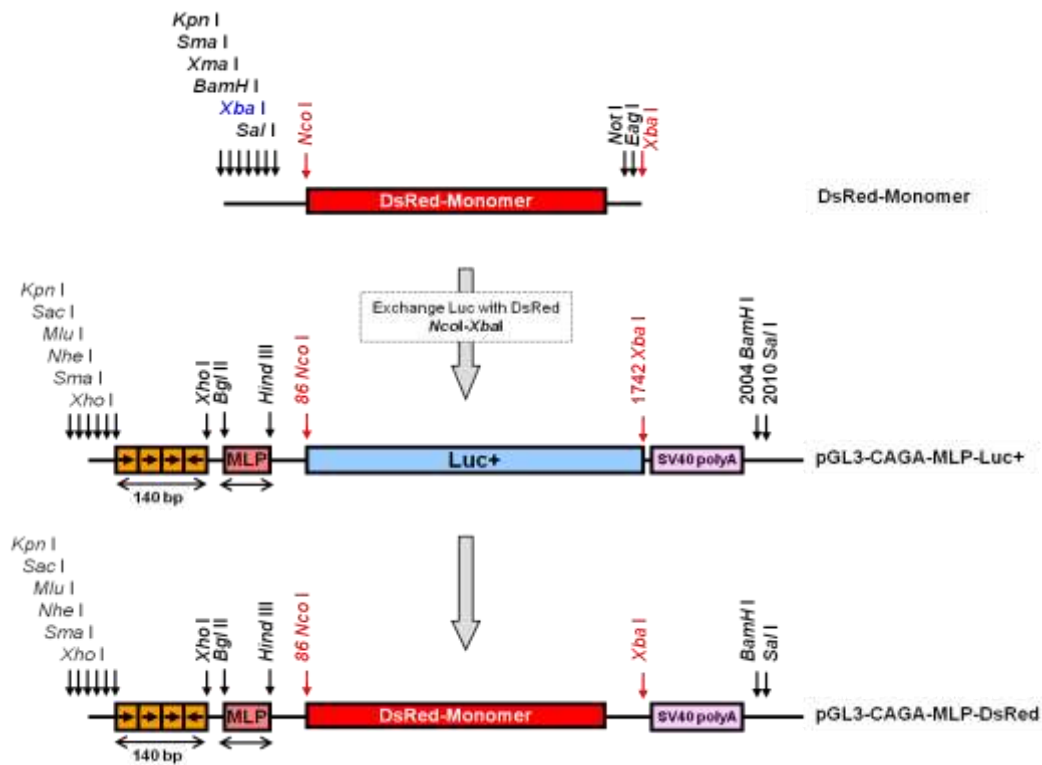 Kpn I
Sma I
Xma I
BamH I
Xba I
Sal I
Nco I
Not I
Eag I
Xba I
DsRed-Monomer
DsRed-Monomer
Exchange Luc with DsRed
NcoI-XbaI
Kpn I
Sac I
Mlu I
Nhe I
Sma I
Xho I
Xho I
Bgl II
Hind III
86 Nco I
1742 Xba I
2004 BamH I
2010 Sal I
MLP
Luc+
SV40 polyA
pGL3-CAGA-MLP-Luc+
140 bp
Kpn I
Sac I
Mlu I
Nhe I
Sma I
Xho I
Xho I
Bgl II
Hind III
86 Nco I
Xba I
BamH I
Sal I
MLP
DsRed-Monomer
SV40 polyA
pGL3-CAGA-MLP-DsRed
140 bp